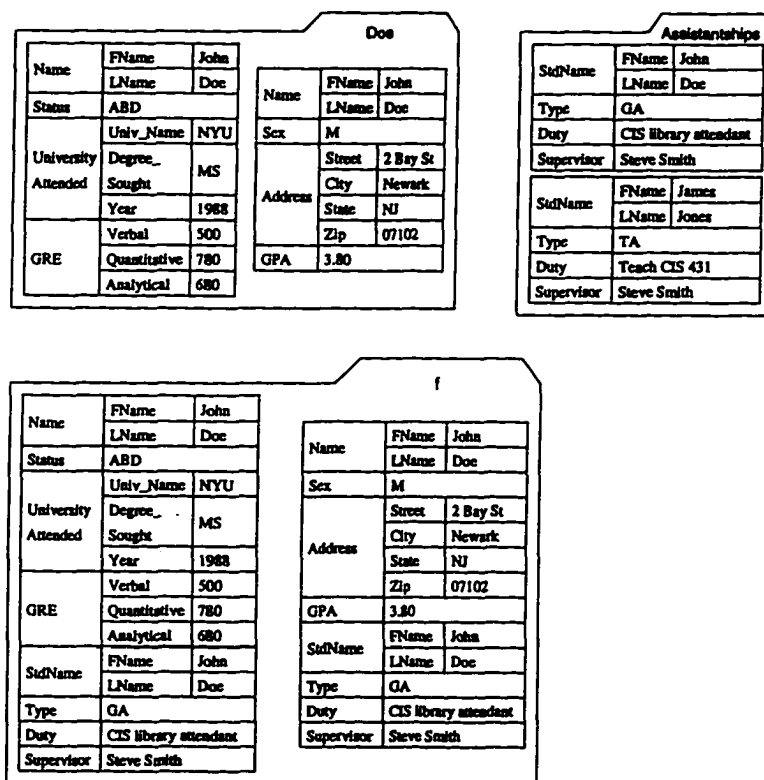 Doe
Name FName John
LName Doe
Status ABD
University Attended Univ_Name NYU
Degree_Sought MS
Year 1988
GRE Verbal 500
Quantitative 780
Analytical 680
Name FName John
LName Doe
Sex M
Address Street 2 Bay St
City Newark
State NJ
Zip 07102
GPA 3.80
Assistantships
StdName FName John
LName Doe
Type GA
Duty CIS library attendant
Supervisor Steve Smith
StdName FName James
LName Jones
Type TA
Duty Teach CIS 431
Supervisor Steve Smith
f
Name FName John
LName Doe
Status ABD
University Attended Univ_Name NYU
Degree_Sought MS
Year 1988
GRE Verbal 500
Quantitative 780
Analytical 680
StdName FName John
LName Doe
Type GA
Duty CIS library attendant
Supervisor Steve Smith
Name FName John
LName Doe
Sex M
Address Street 2 Bay St
City Newark
State NJ
Zip 07102
GPA 3.80
StdName FName John
LName Doe
Type GA
Duty CIS library attendant
Supervisor Steve Smith